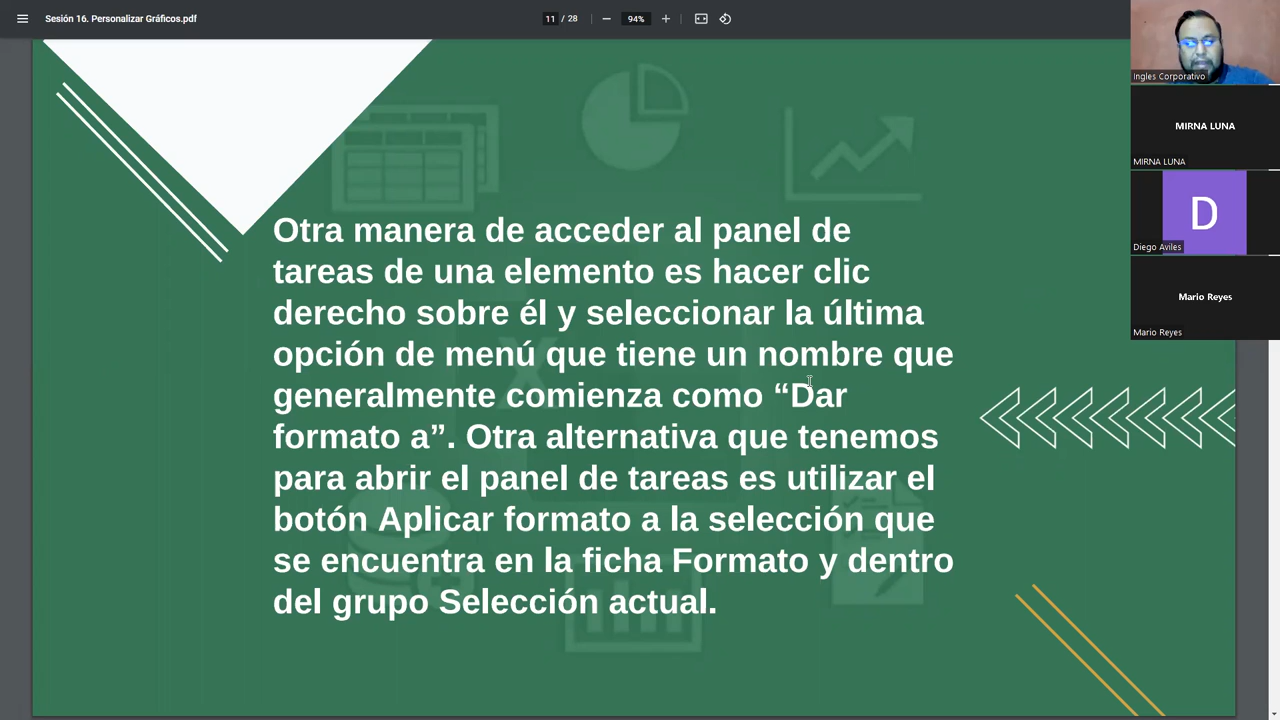 Sesión 16. Personalizar Gráficos.pdf
11 / 28
94%
Otra manera de acceder al panel de
tareas de una elemento es hacer clic
derecho sobre él y seleccionar la última
opción de menú que tiene un nombre que
generalmente comienza como “Dar
formato a”. Otra alternativa que tenemos
para abrir el panel de tareas es utilizar el
botón Aplicar formato a la selección que
se encuentra en la ficha Formato y dentro
del grupo Selección actual.
Ingles Corporativo
MIRNA LUNA
MIRNA LUNA
D
Diego Aviles
Mario Reyes
Mario Reyes